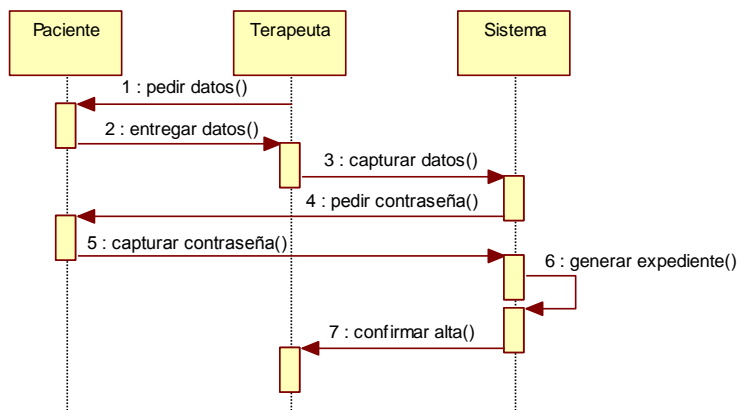 Paciente
Terapeuta
Sistema
1 : pedir datos()
2 : entregar datos()
3 : capturar datos()
4 : pedir contraseña()
5 : capturar contraseña()
6 : generar expediente()
7 : confirmar alta()